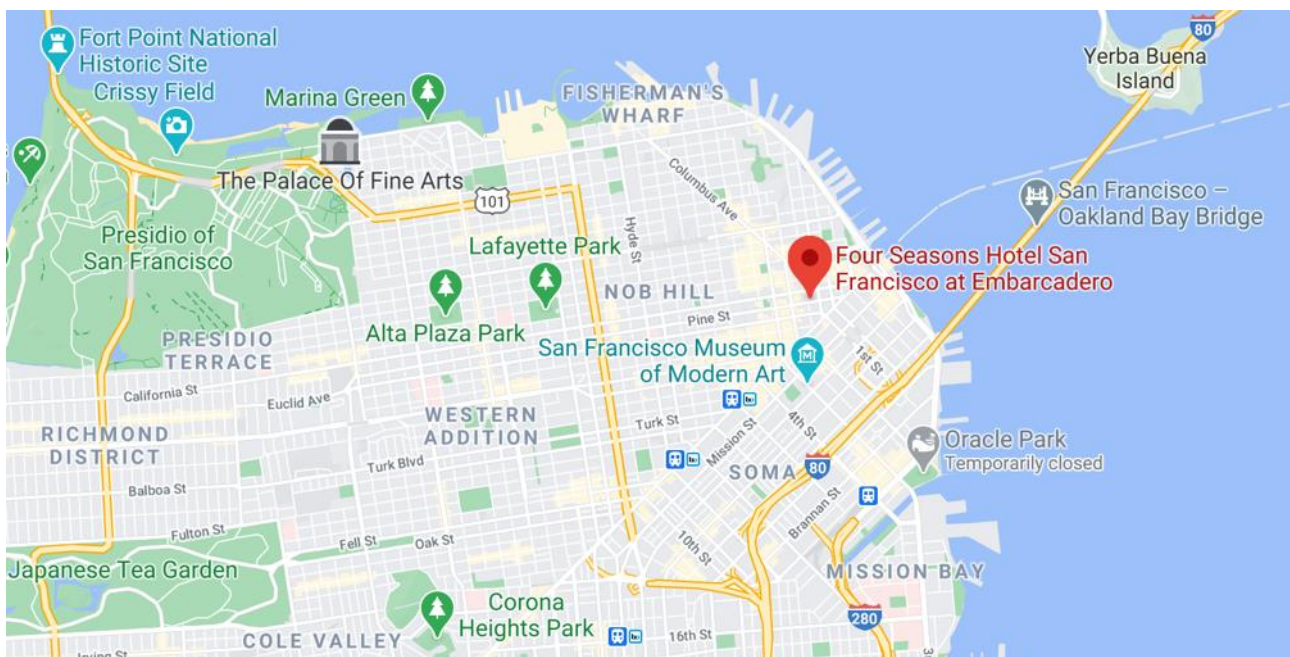 Fort Point National
Historic Site
Crissy Field
Marina Green
FISHERMAN'S
WHARF
80
Yerba Buena
Island
The Palace Of Fine Arts
101
Columbus Ave
San Francisco –
Oakland Bay Bridge
Presidio of
San Francisco
Lafayette Park
Hyde St
Four Seasons Hotel San
Francisco at Embarcadero
NOB HILL
Alta Plaza Park
Pine St
PRESIDIO
TERRACE
San Francisco Museum
of Modern Art
1st St
California St
Euclid Ave
WESTERN
ADDITION
Turk St
4th St
Mission St
RICHMOND
DISTRICT
Turk Blvd
SOMA
80
Oracle Park
Temporarily closed
Balboa St
Brannan St
Fulton St
Fell St
Oak St
10th St
Japanese Tea Garden
MISSION BAY
Corona
Heights Park
280
COLE VALLEY
16th St